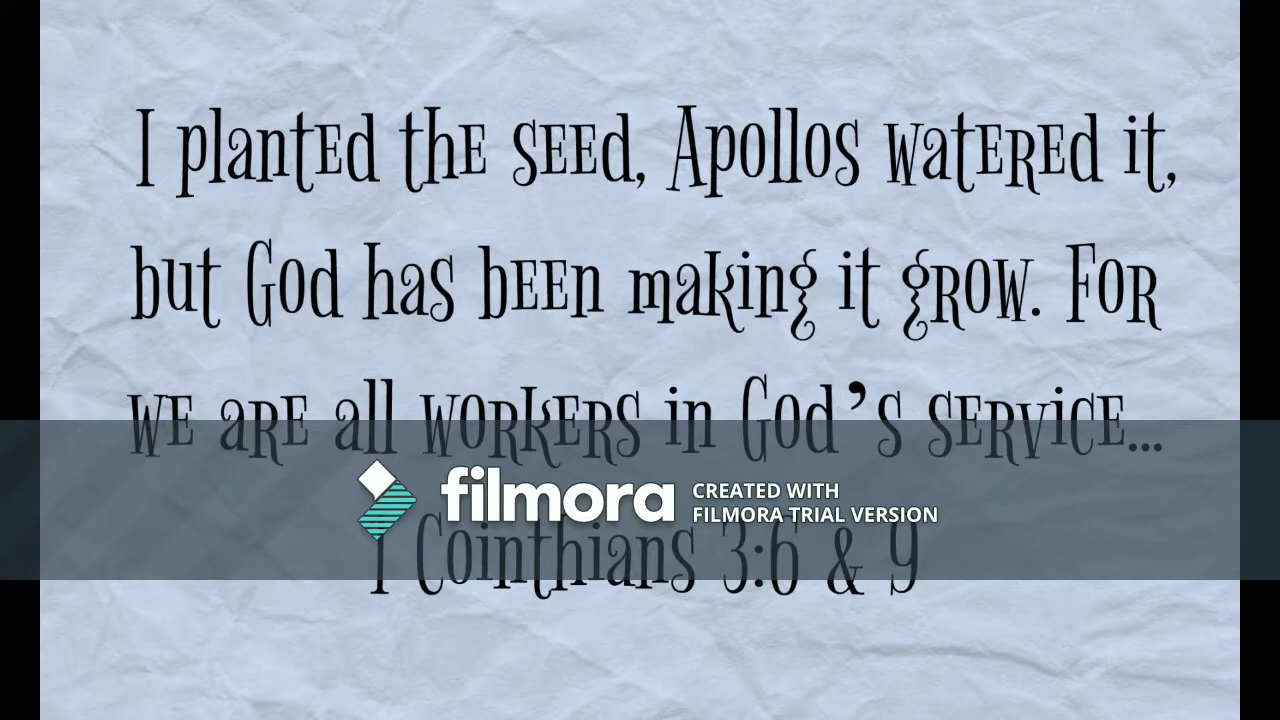 I planted the seed, Apollos watered it,
but God has been making it grow. For
we are all workers in God’s service...
filmora CREATED WITH
FILMORA TRIAL VERSION
1 Cointhians 3:6 & 9